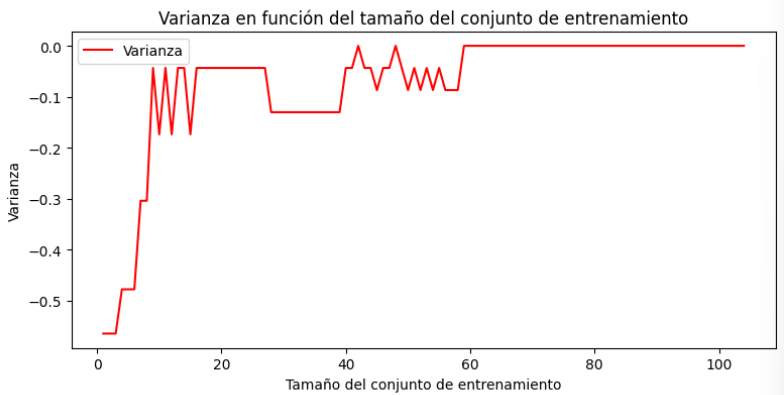 Varianza en función del tamaño del conjunto de entrenamiento
Varianza
0.0
−0.1
−0.2
−0.3
−0.4
−0.5
Varianza
0 20 40 60 80 100
Tamaño del conjunto de entrenamiento